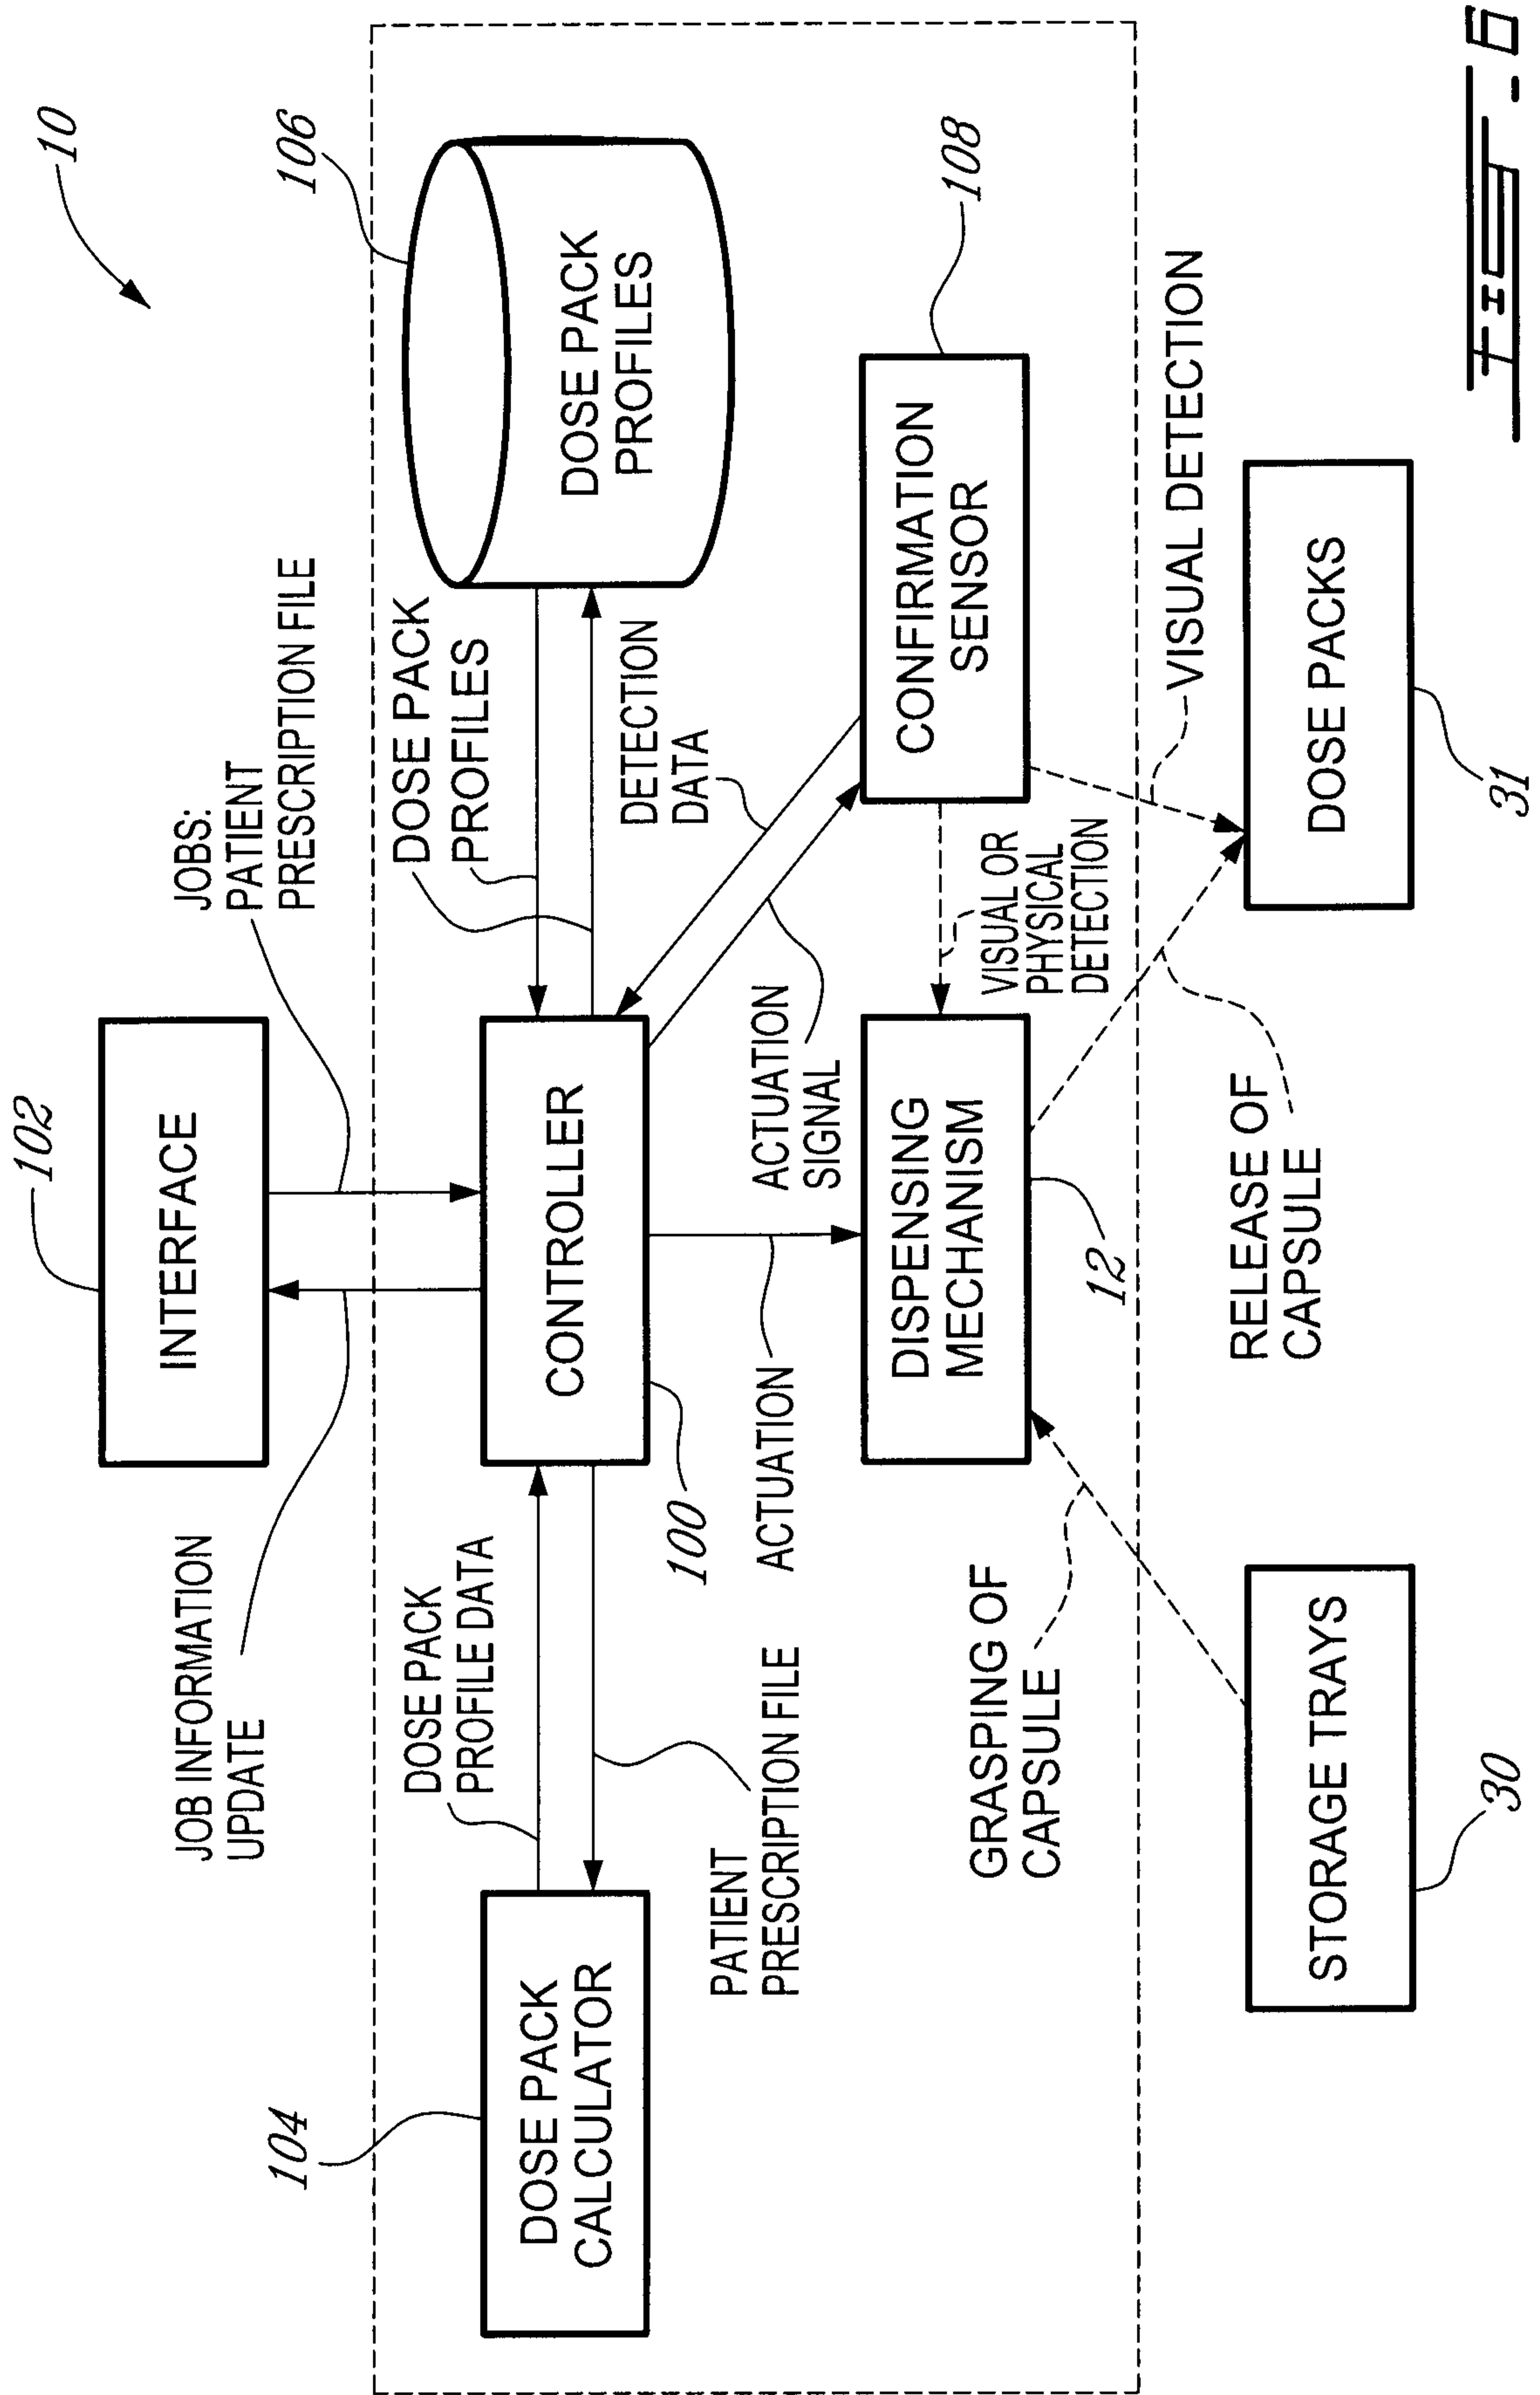 10
102
INTERFACE
JOB INFORMATION
UPDATE
JOBS:
PATIENT
PRESCRIPTION FILE
104
DOSE PACK
CALCULATOR
DOSE PACK
PROFILE DATA
PATIENT
PRESCRIPTION FILE
CONTROLLER
100
DOSE PACK
PROFILES
106
DOSE PACK
PROFILES
DETECTION
DATA
ACTUATION
ACTUATION
SIGNAL
DISPENSING
MECHANISM
12
VISUAL OR
PHYSICAL
DETECTION
CONFIRMATION
SENSOR
108
GRASPING OF
CAPSULE
RELEASE OF
CAPSULE
VISUAL DETECTION
STORAGE TRAYS
30
DOSE PACKS
31
FIG-6